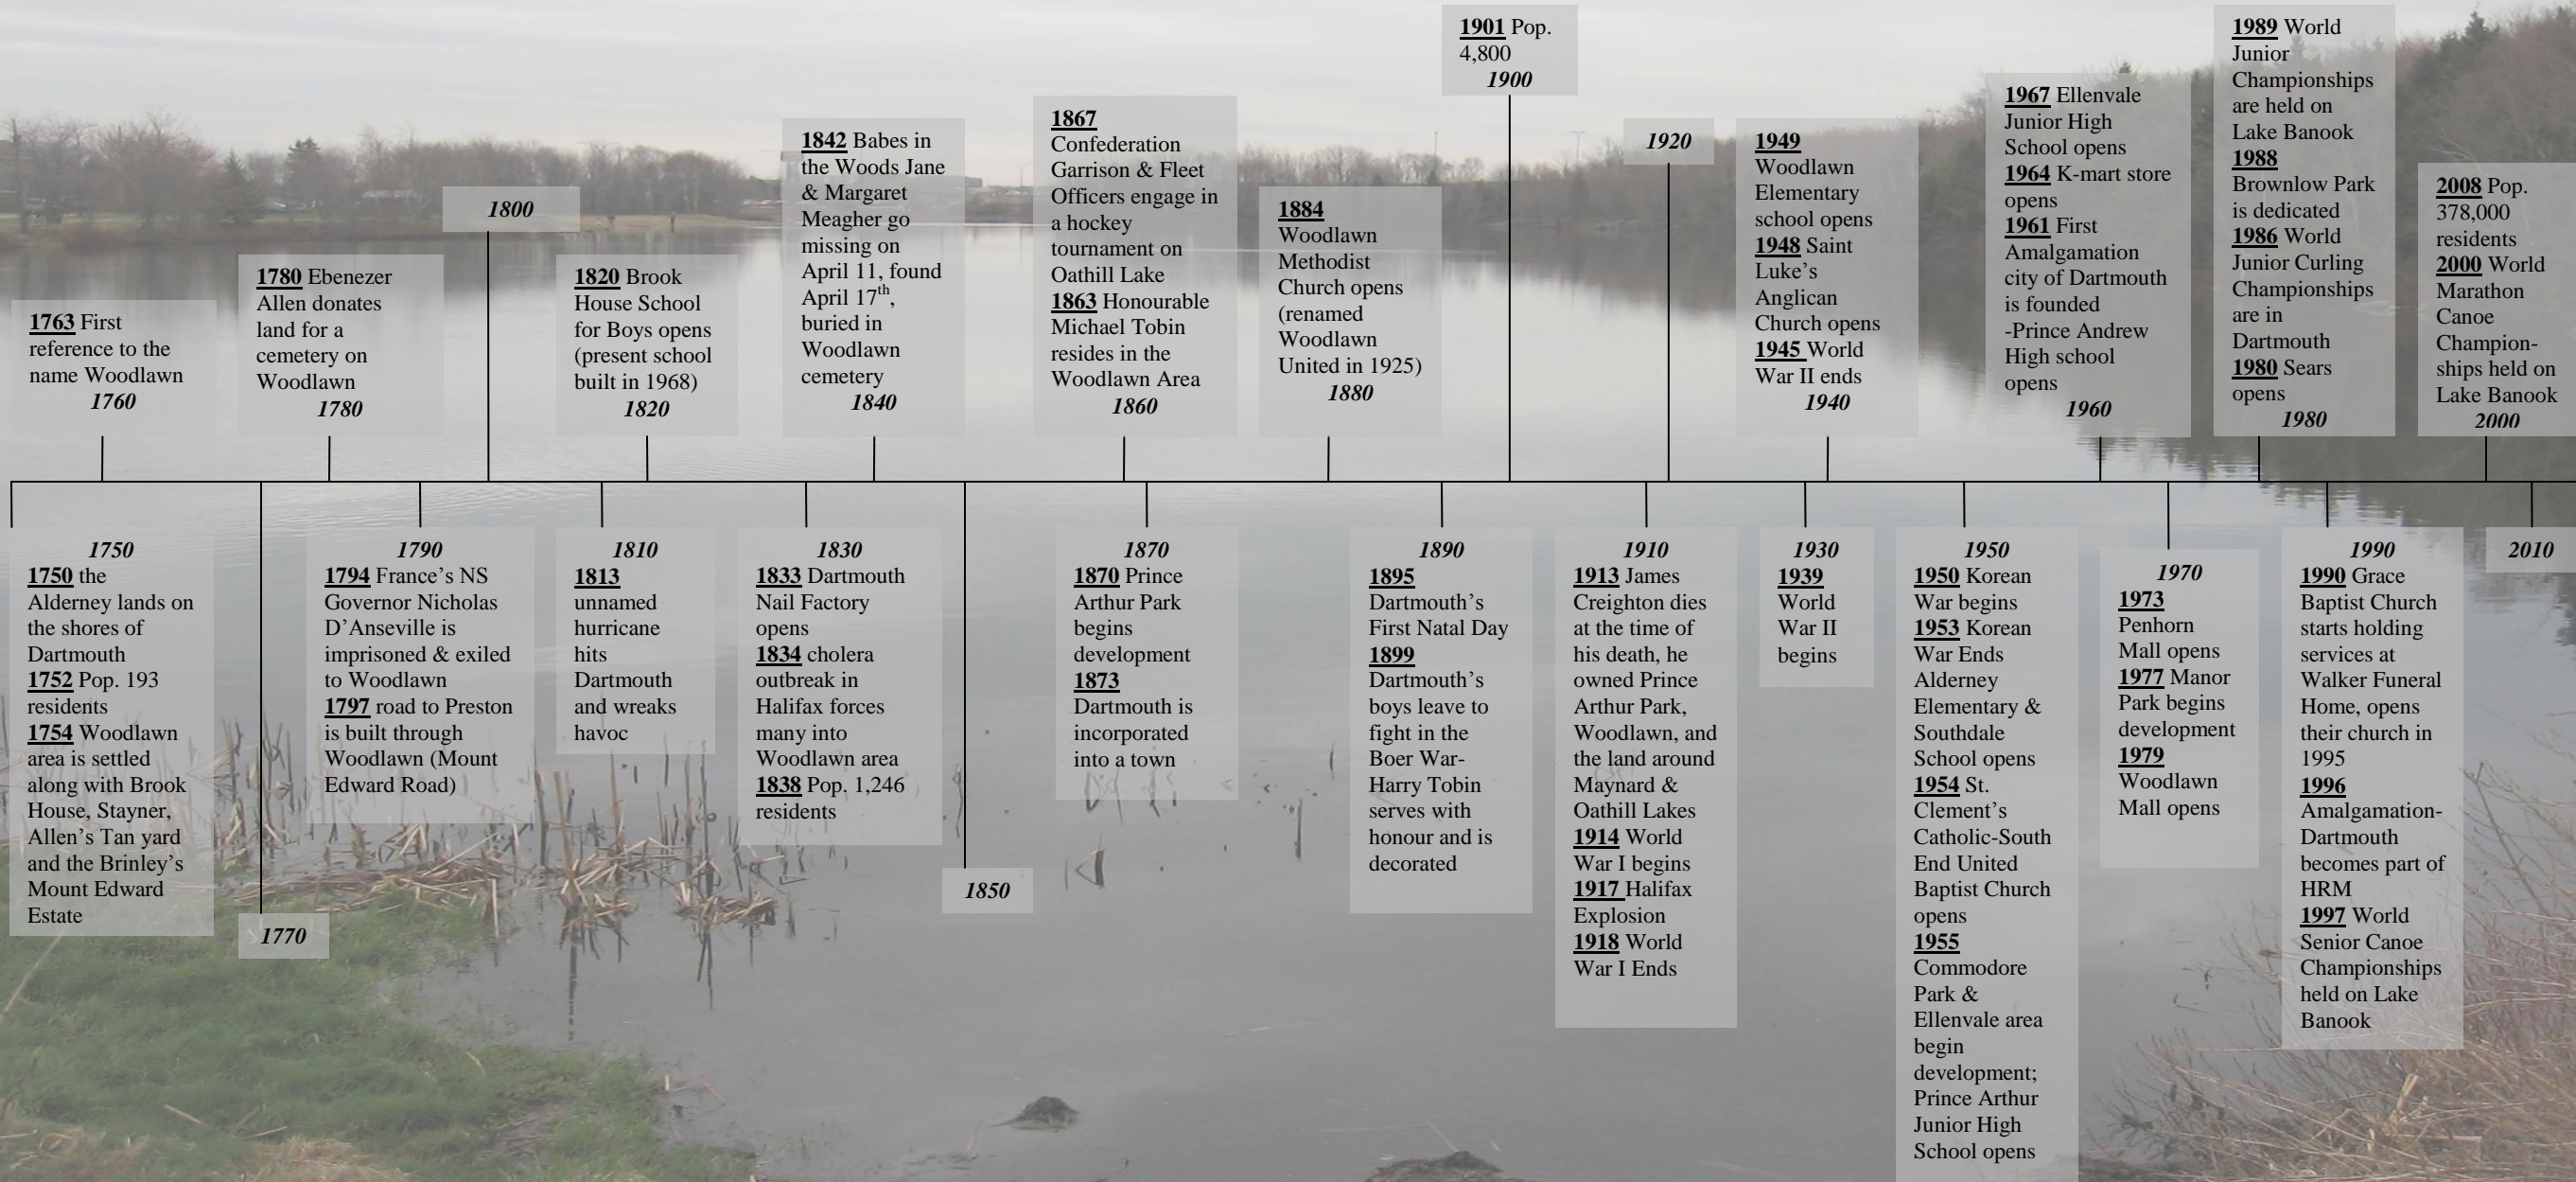 1763 First
reference to the
name Woodlawn
1760
1780 Ebenezer
Allen donates
land for a
cemetery on
Woodlawn
1780
1800
1820 Brook
House School
for Boys opens
(present school
built in 1968)
1820
1842 Babes in
the Woods Jane
& Margaret
Meagher go
missing on
April 11, found
April 17th,
buried in
Woodlawn
cemetery
1840
1867
Confederation
Garrison & Fleet
Officers engage in
a hockey
tournament on
Oathill Lake
1863 Honourable
Michael Tobin
resides in the
Woodlawn Area
1860
1884
Woodlawn
Methodist
Church opens
(renamed
Woodlawn
United in 1925)
1880
1901 Pop.
4,800
1900
1920
1949
Woodlawn
Elementary
school opens
1948 Saint
Luke's
Anglican
Church opens
1945 World
War II ends
1940
1967 Ellenvale
Junior High
School opens
1964 K-mart store
opens
1961 First
Amalgamation
city of Dartmouth
is founded
-Prince Andrew
High school
opens
1960
1989 World
Junior
Championships
are held on
Lake Banook
1988
Brownlow Park
is dedicated
1986 World
Junior Curling
Championships
are in
Dartmouth
1980 Sears
opens
1980
2008 Pop.
378,000
residents
2000 World
Marathon
Canoe
Champion-
ships held on
Lake Banook
2000
1750
1750 the
Alderney lands on
the shores of
Dartmouth
1752 Pop. 193
residents
1754 Woodlawn
area is settled
along with Brook
House, Stayner,
Allen's Tan yard
and the Brinley's
Mount Edward
Estate
1770
1790
1794 France's NS
Governor Nicholas
D'Anseville is
imprisoned & exiled
to Woodlawn
1797 road to Preston
is built through
Woodlawn (Mount
Edward Road)
1810
1813
unnamed
hurricane
hits
Dartmouth
and wreaks
havoc
1830
1833 Dartmouth
Nail Factory
opens
1834 cholera
outbreak in
Halifax forces
many into
Woodlawn area
1838 Pop. 1,246
residents
1850
1870
1870 Prince
Arthur Park
begins
development
1873
Dartmouth is
incorporated
into a town
1890
1895
Dartmouth's
First Natal Day
1899
Dartmouth's
boys leave to
fight in the
Boer War-
Harry Tobin
serves with
honour and is
decorated
1910
1913 James
Creighton dies
at the time of
his death, he
owned Prince
Arthur Park,
Woodlawn, and
the land around
Maynard &
Oathill Lakes
1914 World
War I begins
1917 Halifax
Explosion
1918 World
War I Ends
1930
1939
World
War II
begins
1950
1950 Korean
War begins
1953 Korean
War Ends
Alderney
Elementary &
Southdale
School opens
1954 St.
Clement's
Catholic-South
End United
Baptist Church
opens
1955
Commodore
Park &
Ellenvale area
begin
development;
Prince Arthur
Junior High
School opens
1970
1973
Penhorn
Mall opens
1977 Manor
Park begins
development
1979
Woodlawn
Mall opens
1990
1990 Grace
Baptist Church
starts holding
services at
Walker Funeral
Home, opens
their church in
1995
1996
Amalgamation-
Dartmouth
becomes part of
HRM
1997 World
Senior Canoe
Championships
held on Lake
Banook
2010